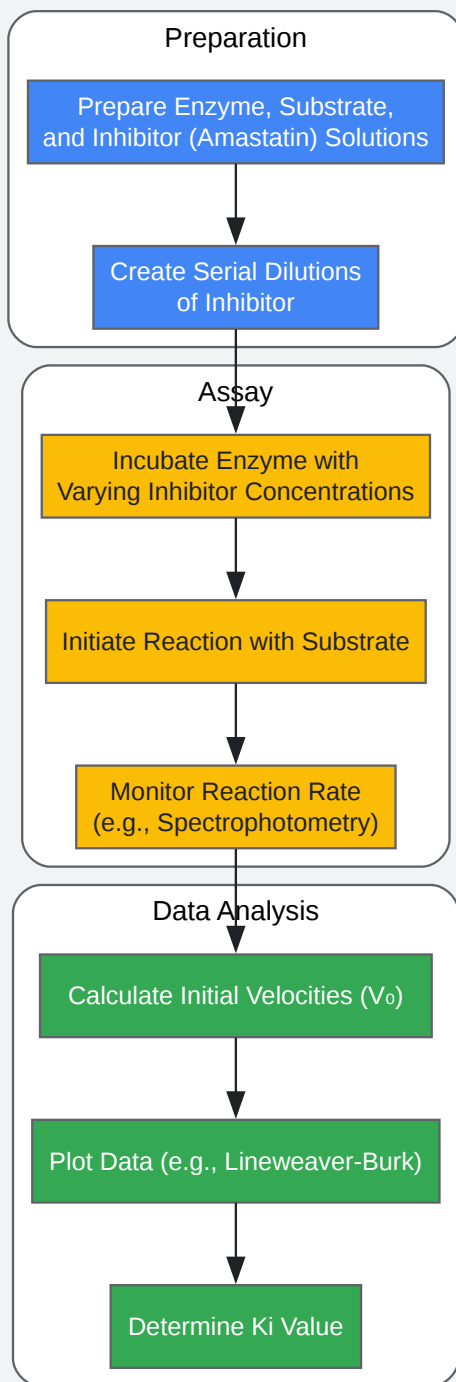 Preparation
Prepare Enzyme, Substrate,
and Inhibitor (Amastatin) Solutions
Create Serial Dilutions
of Inhibitor
Assay
Incubate Enzyme with
Varying Inhibitor Concentrations
Initiate Reaction with Substrate
Monitor Reaction Rate
(e.g., Spectrophotometry)
Data Analysis
Calculate Initial Velocities (V₀)
Plot Data (e.g., Lineweaver-Burk)
Determine Ki Value